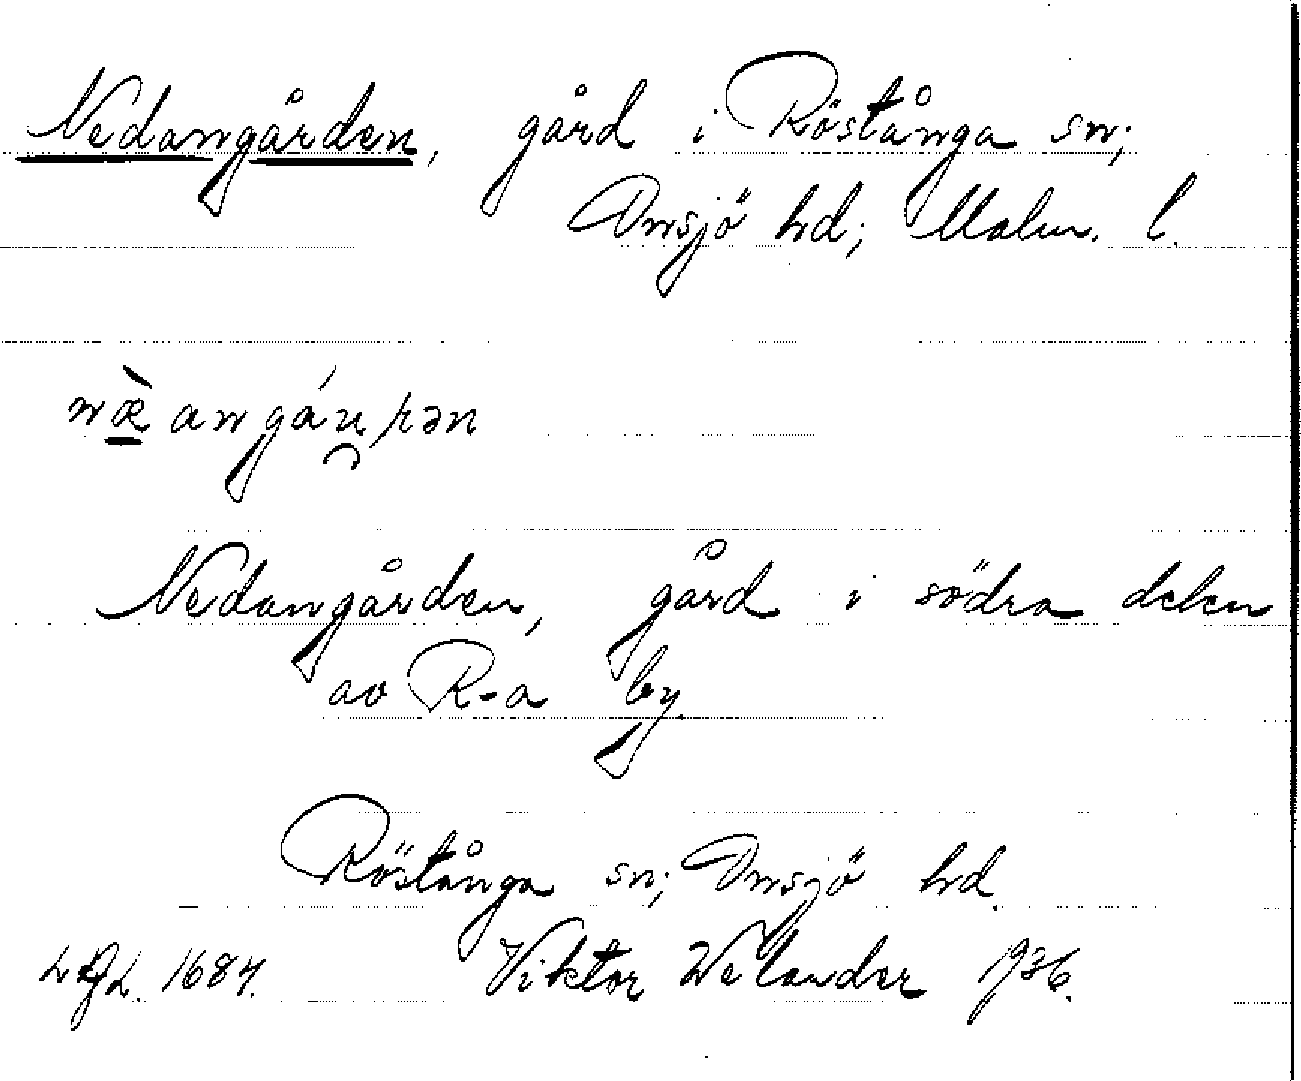 Nedangården, gård i Röstånga sn;
Onsjö hd; Malm. l.
Nedangården, gård i södra delen
av R-a by.
Röstånga sn; Onsjö hd.
1684. Viktor Welander 1936.